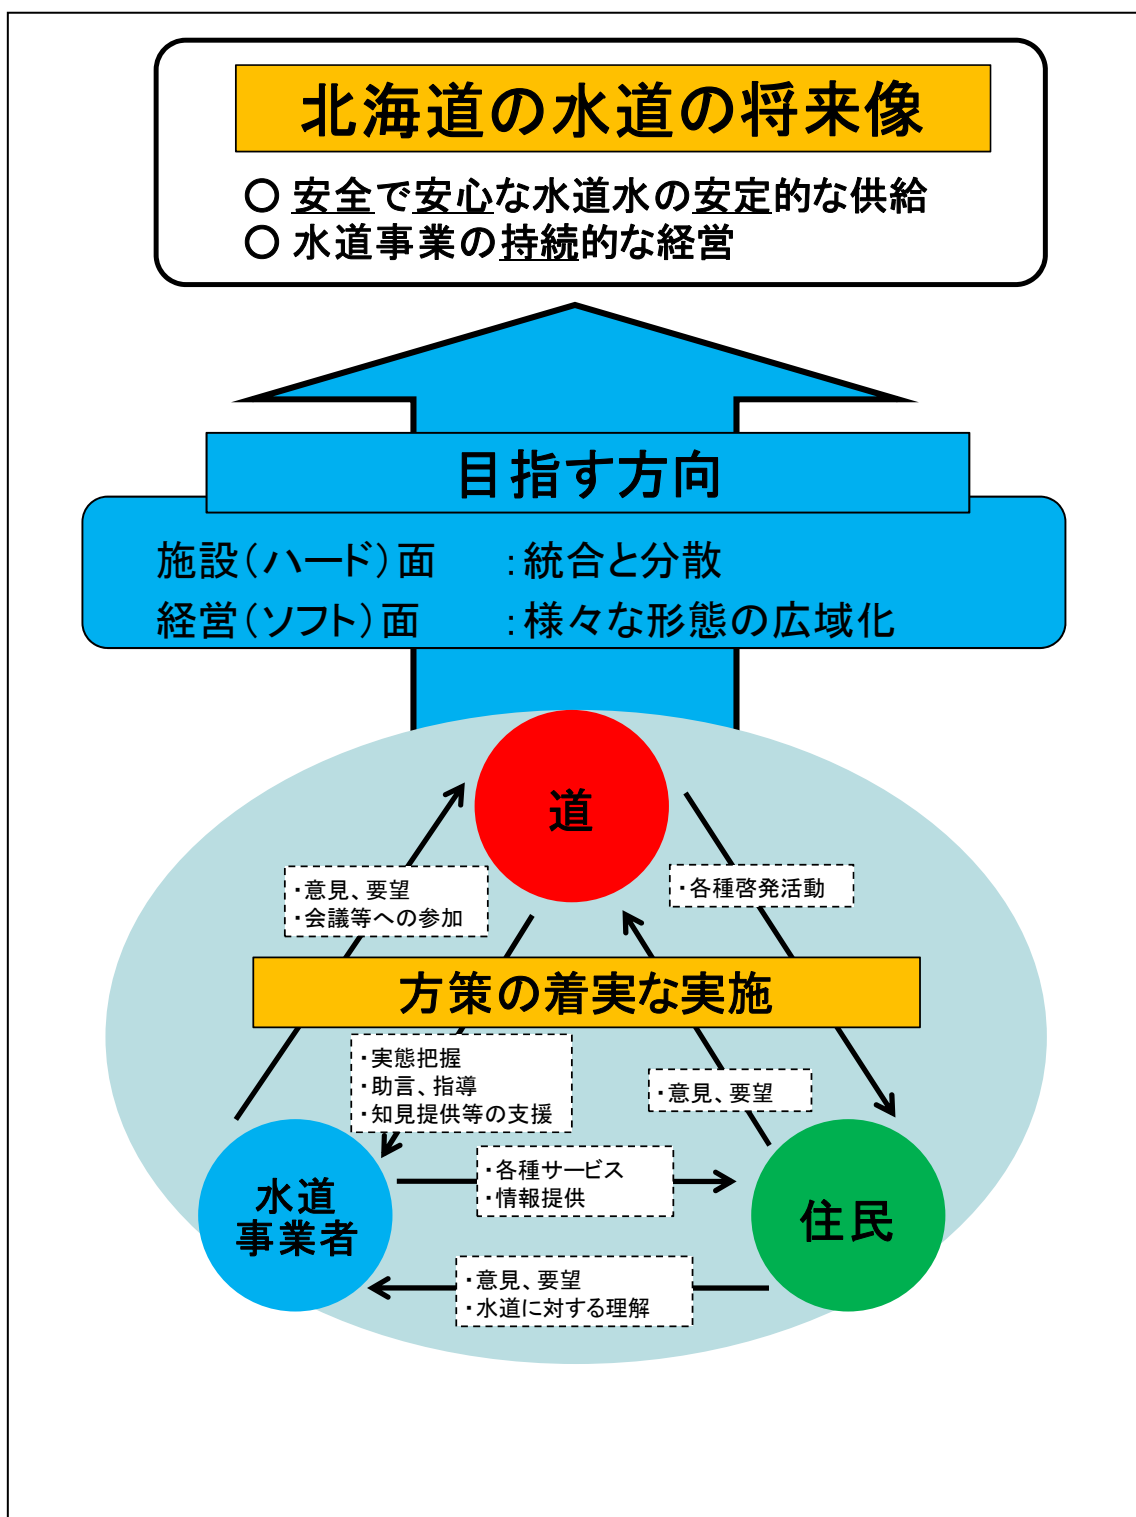 北海道の水道の将来像
○ 安全で安心な水道水の安定的な供給
○ 水道事業の持続的な経営
目指す方向
施設(ハード)面 :統合と分散
経営(ソフト)面 :様々な形態の広域化
道
・意見、要望
・会議等への参加
・各種啓発活動
方策の着実な実施
・実態把握
・助言、指導
・知見提供等の支援
・意見、要望
・各種サービス
・情報提供
水道
事業者
住民
・意見、要望
・水道に対する理解